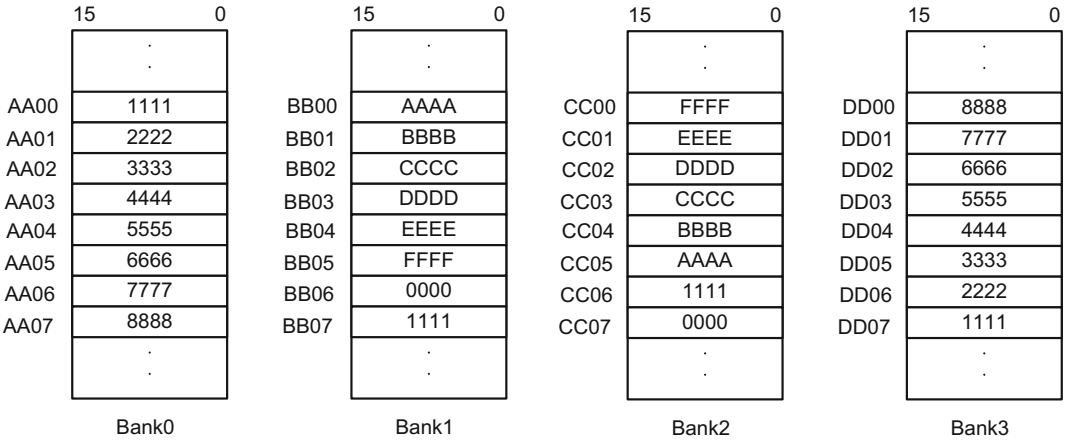 15 0 15 0 15 0 15 0
. . . .
. . . .
AA00 1111 BB00 AAAA CC00 FFFF DD00 8888
AA01 2222 BB01 BBBB CC01 EEEE DD01 7777
AA02 3333 BB02 CCCC CC02 DDDD DD02 6666
AA03 4444 BB03 DDDD CC03 CCCC DD03 5555
AA04 5555 BB04 EEEE CC04 BBBB DD04 4444
AA05 6666 BB05 FFFF CC05 AAAA DD05 3333
AA06 7777 BB06 0000 CC06 1111 DD06 2222
AA07 8888 BB07 1111 CC07 0000 DD07 1111
. . . .
. . . .
Bank0 Bank1 Bank2 Bank3